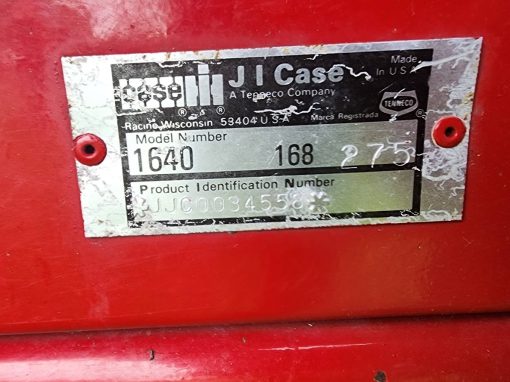 case IH J I Case
A Tenneco Company
Made
In U S A
TENNECO
Racine Wisconsin 53404 U S A Marca Registrada
Model Number
1640 168 275
Product Identification Number